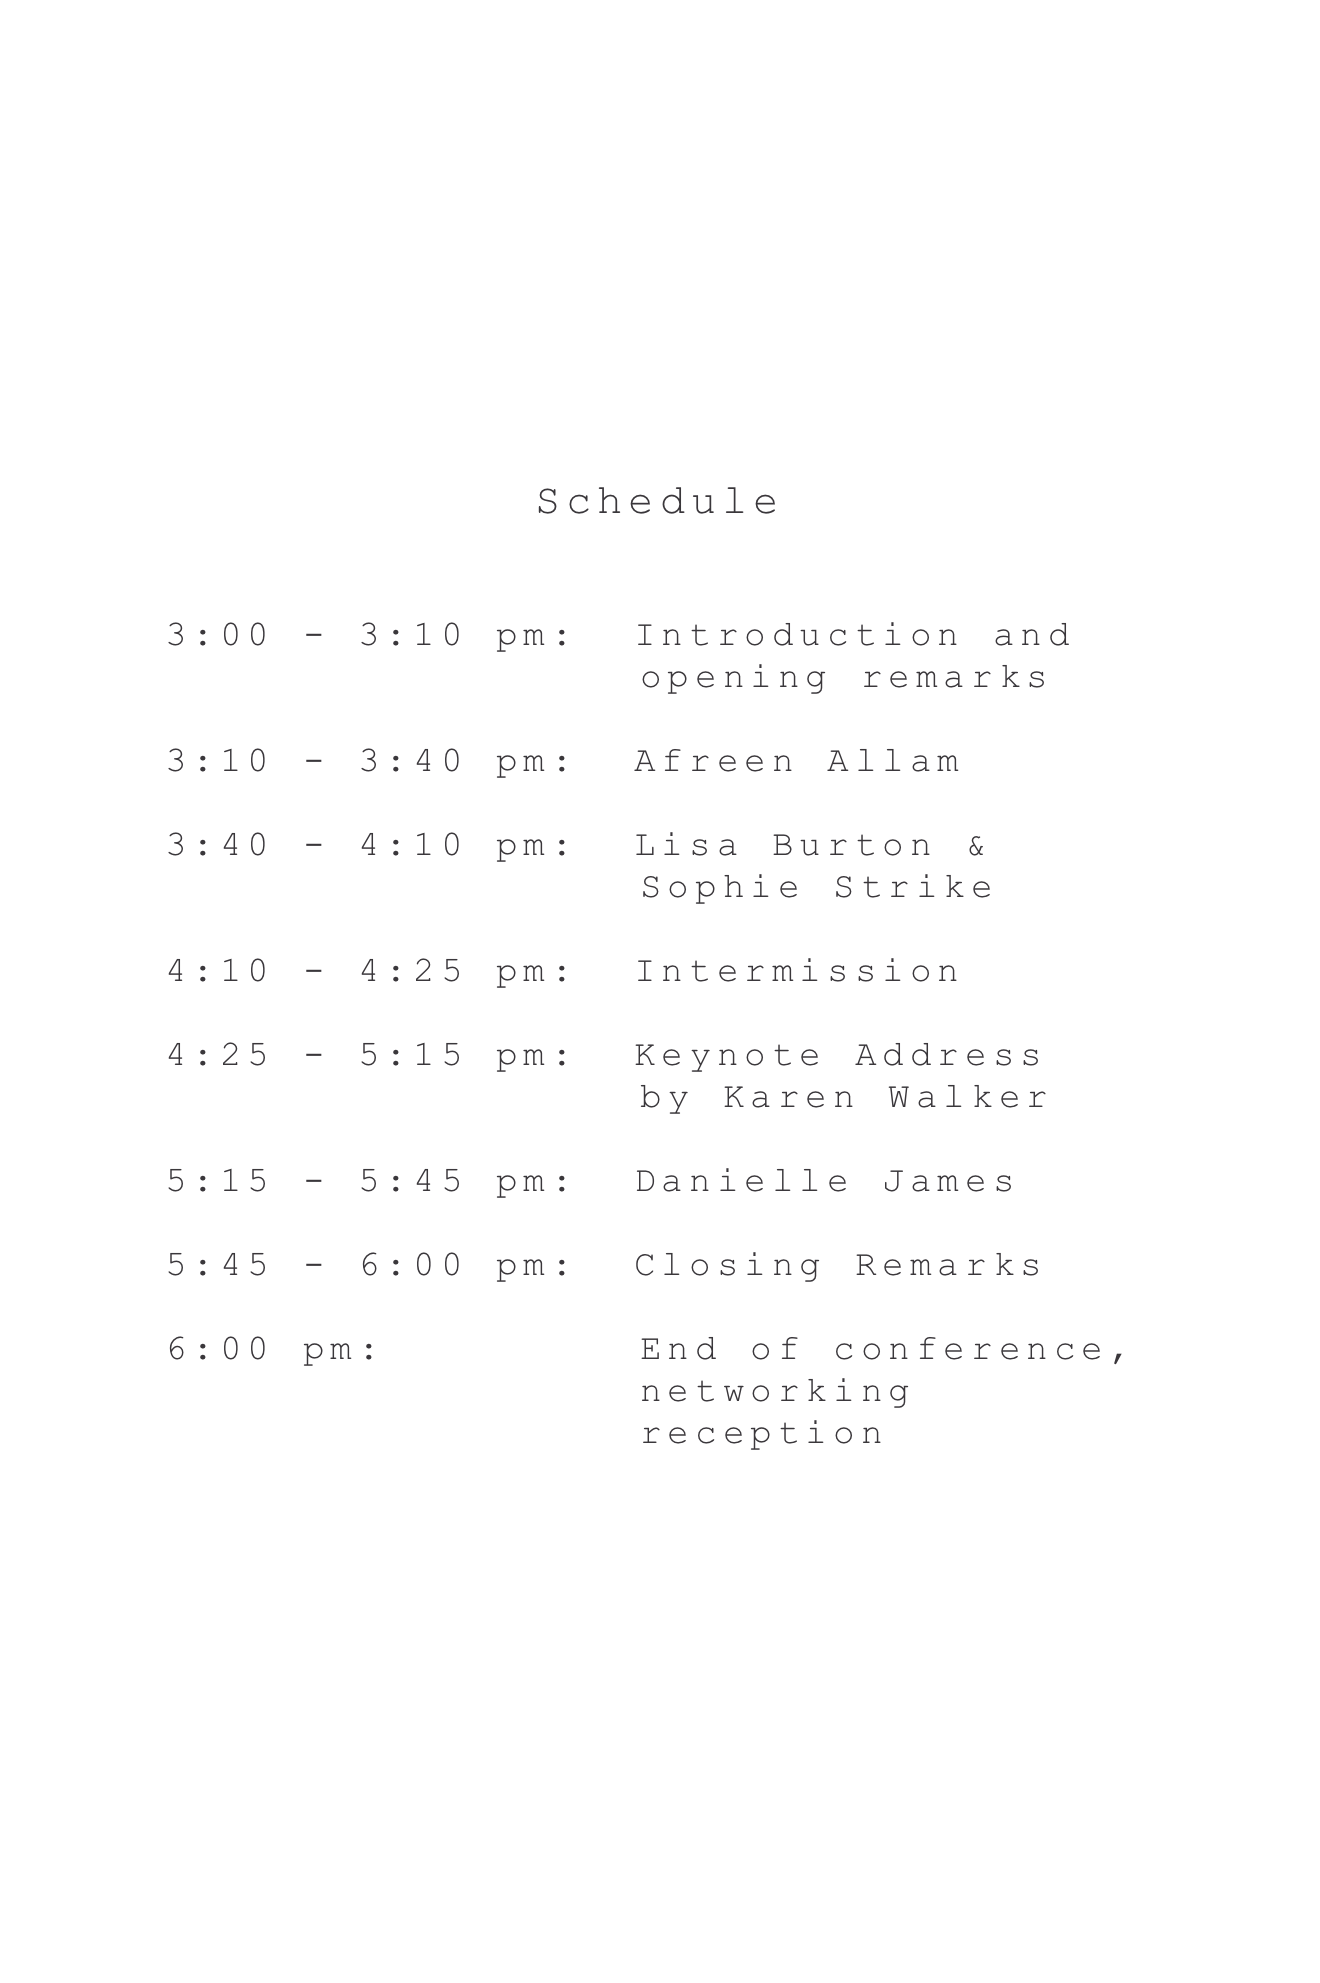 Schedule
3:00 - 3:10 pm: Introduction and
opening remarks
3:10 - 3:40 pm: Afreen Allam
3:40 - 4:10 pm: Lisa Burton &
Sophie Strike
4:10 - 4:25 pm: Intermission
4:25 - 5:15 pm: Keynote Address
by Karen Walker
5:15 - 5:45 pm: Danielle James
5:45 - 6:00 pm: Closing Remarks
6:00 pm: End of conference,
networking
reception